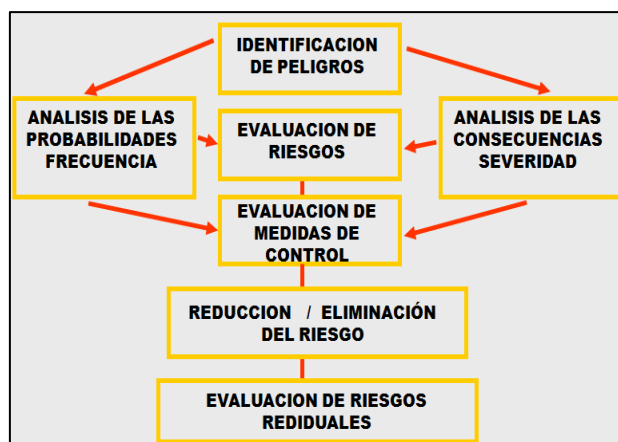 IDENTIFICACION
DE PELIGROS
ANALISIS DE LAS
PROBABILIDADES
FRECUENCIA
EVALUACION DE
RIESGOS
ANALISIS DE LAS
CONSECUENCIAS
SEVERIDAD
EVALUACION DE
MEDIDAS DE
CONTROL
REDUCCION / ELIMINACIÓN
DEL RIESGO
EVALUACION DE RIESGOS
REDIDUALES